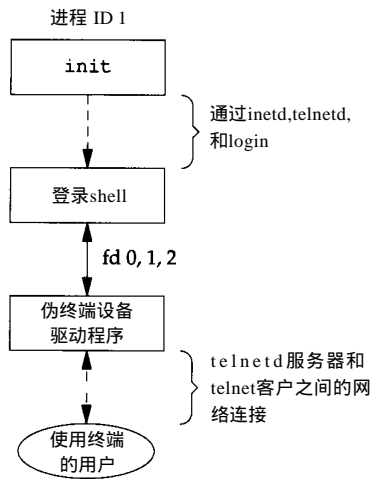 进程 ID 1
init
通过inetd,telnetd,
和login
登录shell
fd 0, 1, 2
伪终端设备
驱动程序
telnetd服务器和
telnet客户之间的网
络连接
使用终端
的用户